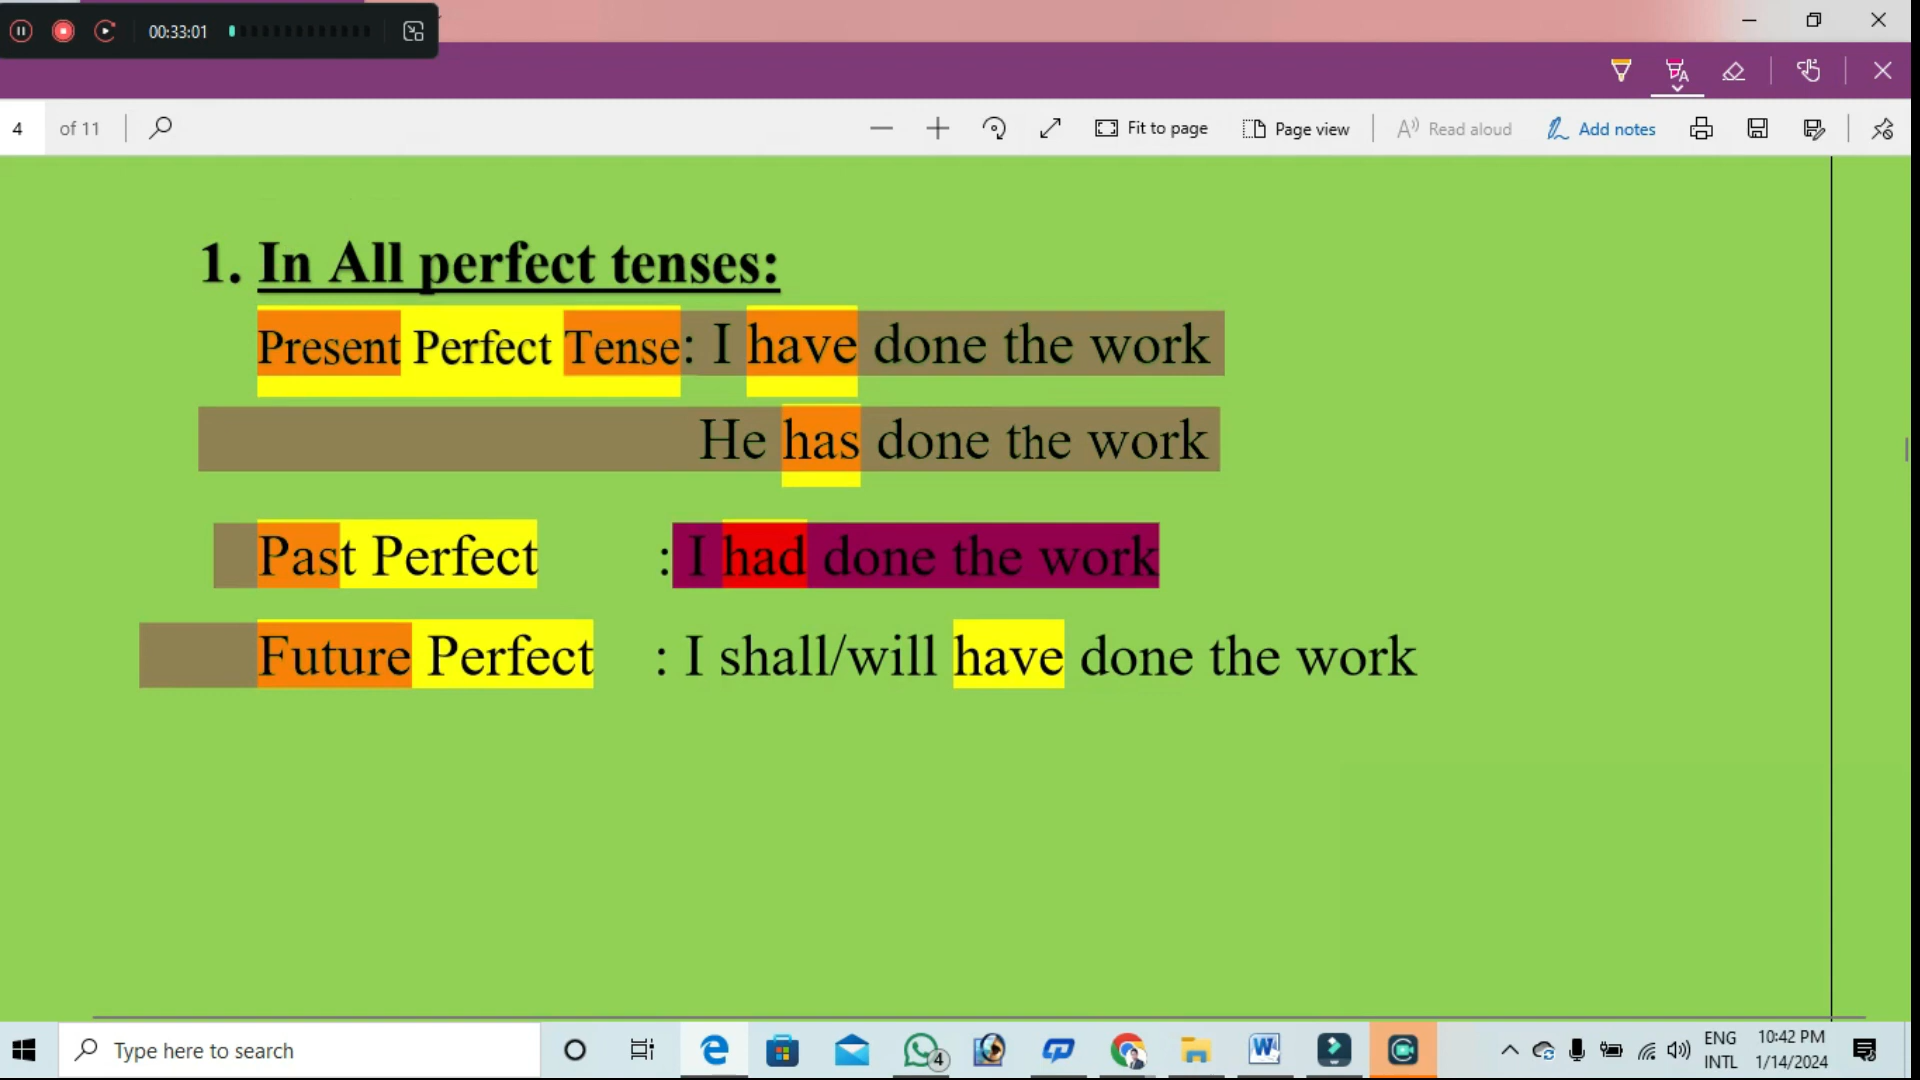 00:33:01
4 of 11
Fit to page
Page view
Read aloud
Add notes
1. In All perfect tenses:
Present Perfect Tense: I have done the work
He has done the work
Past Perfect : I had done the work
Future Perfect : I shall/will have done the work
Type here to search
4
ENG
INTL
10:42 PM
1/14/2024